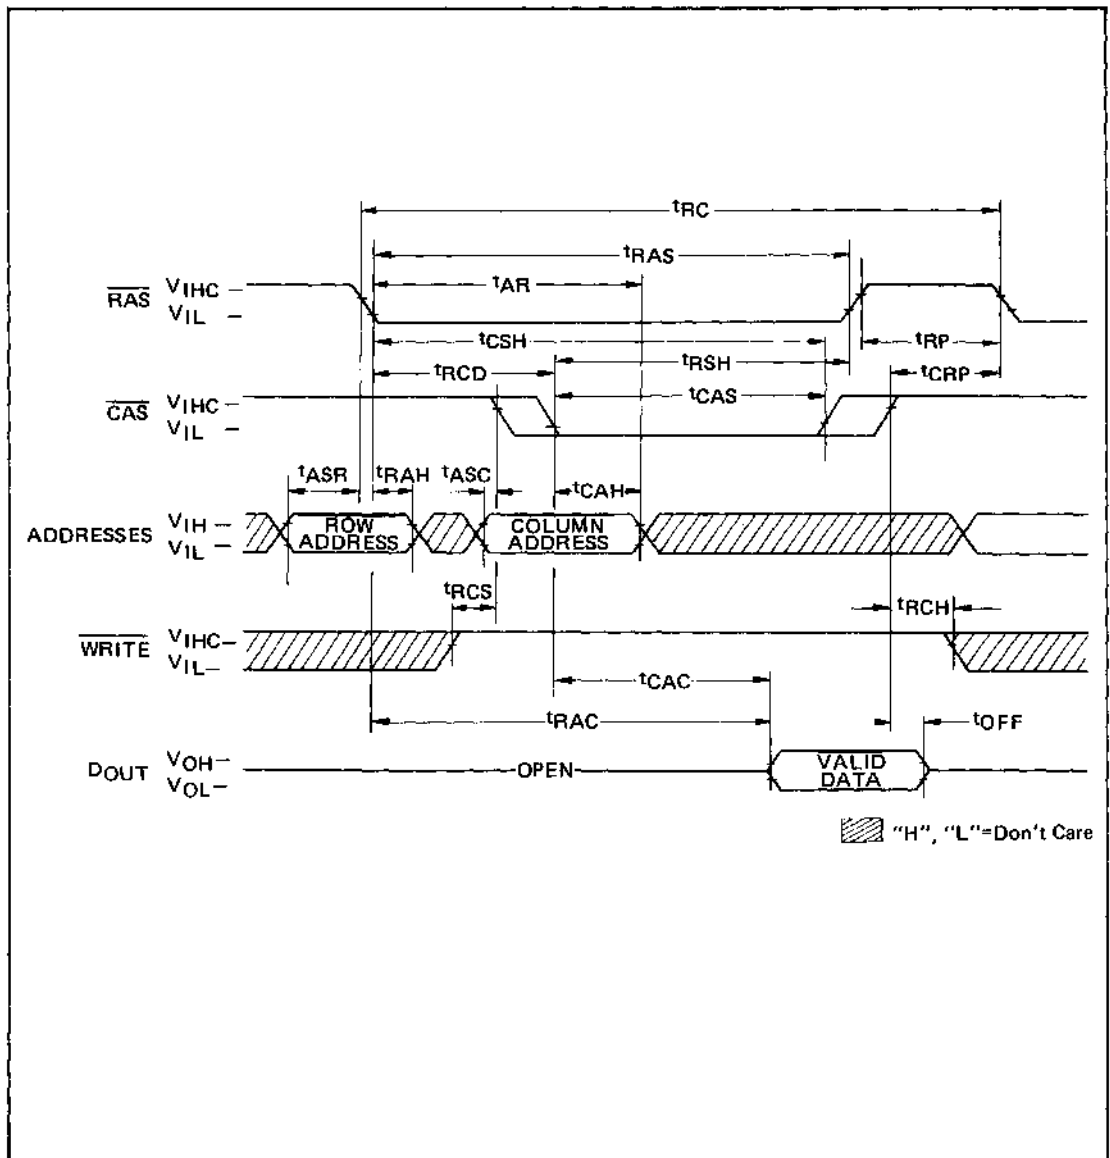 tRC
tRAS
tAR
RAS VIHC –
VIL –
tCSH
tRP
tRSH
tRCD
tCRP
tCAS
CAS VIHC –
VIL –
tASR tRAH tASC
tCAH
ADDRESSES VIH –
VIL –
ROW ADDRESS
COLUMN ADDRESS
tRCS
tRCH
WRITE VIHC–
VIL–
tCAC
tRAC
tOFF
DOUT VOH–
VOL–
OPEN
VALID DATA
"H", "L"=Don't Care